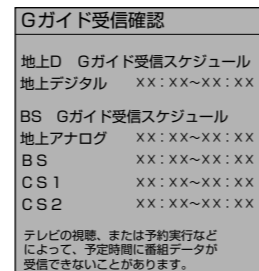 Gガイド受信確認
地上D Gガイド受信スケジュール
地上デジタル XX:XX~XX:XX
BS Gガイド受信スケジュール
地上アナログ XX:XX~XX:XX
BS XX:XX~XX:XX
CS1 XX:XX~XX:XX
CS2 XX:XX~XX:XX
テレビの視聴、または予約実行など
によって、予定時間に番組データが
受信できないことがあります。